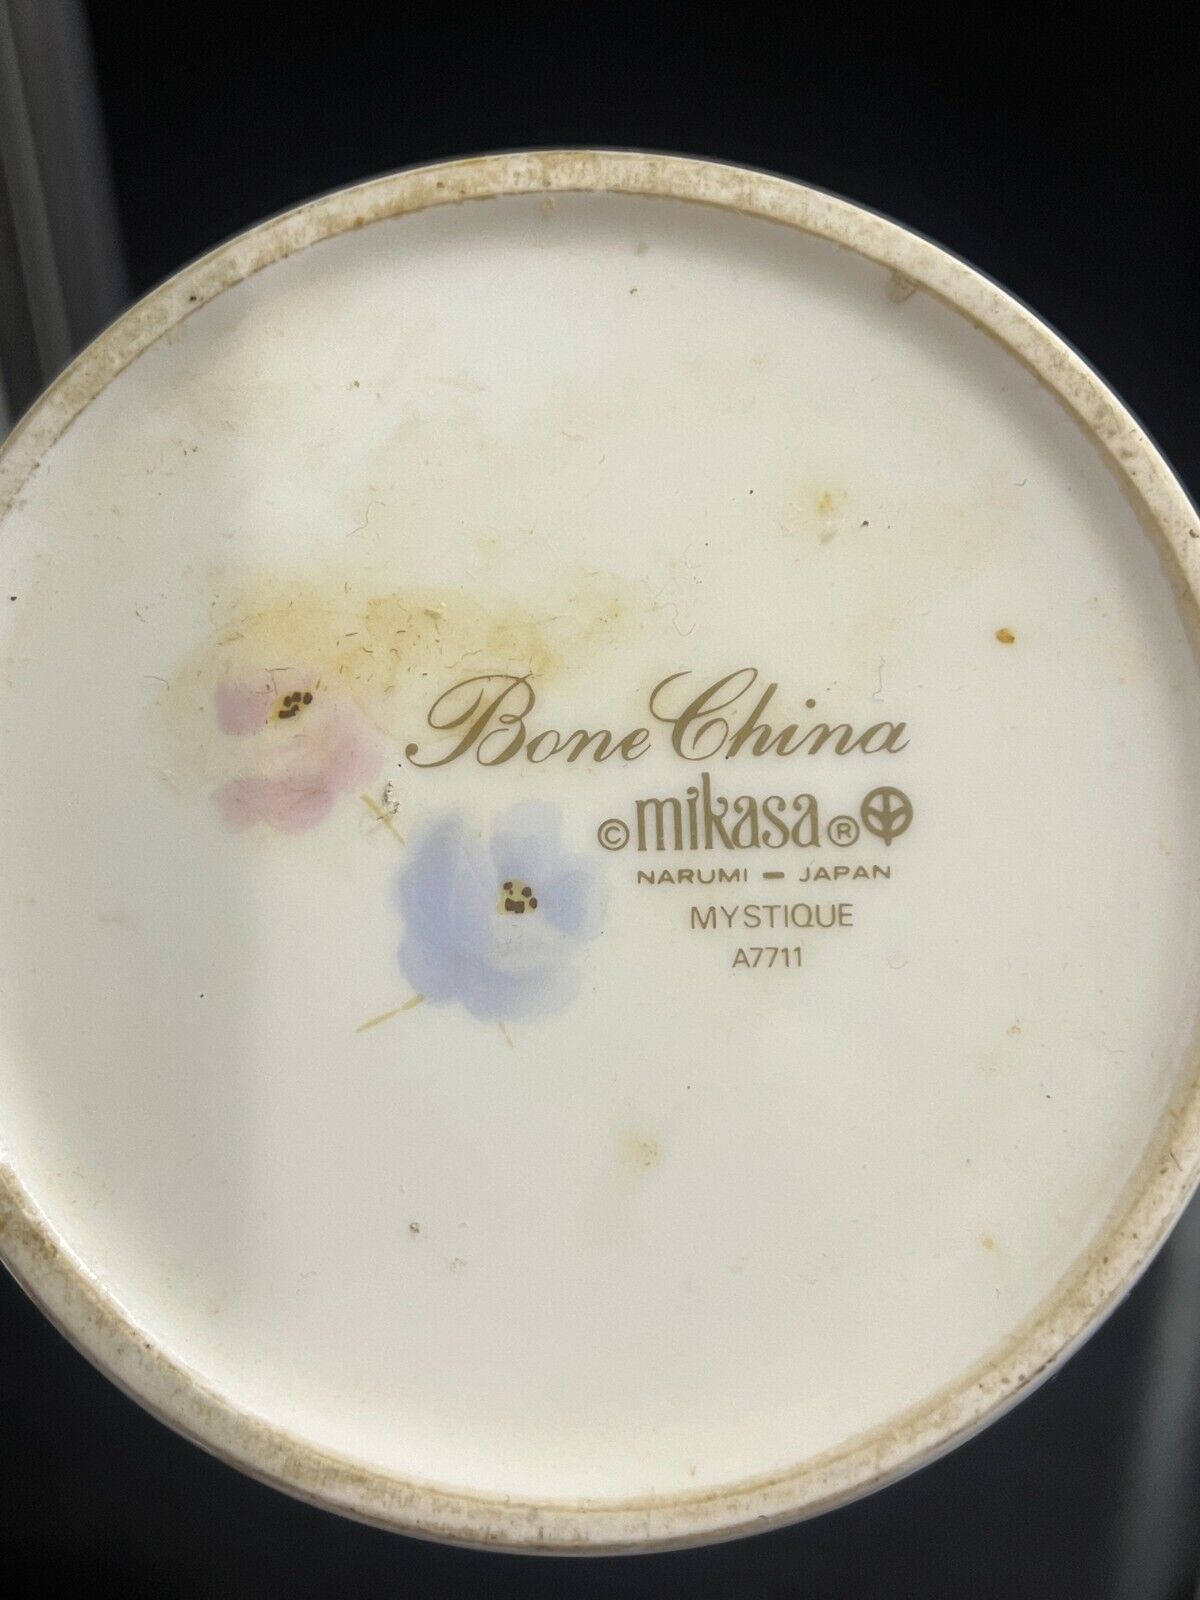 Bone China
© mikasa ®
NARUMI - JAPAN
MYSTIQUE
A7711